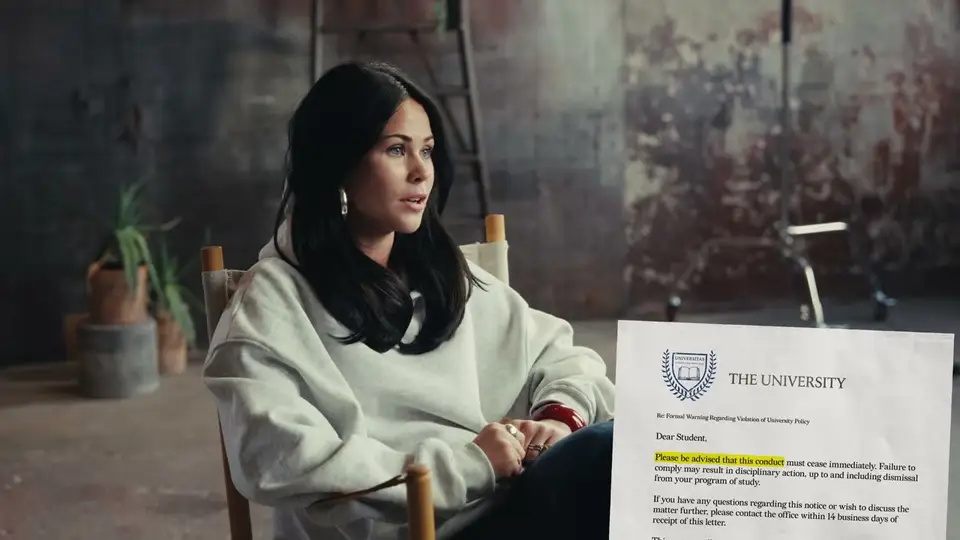 UNIVERSITAS
THE UNIVERSITY
Re: Formal Warning Regarding Violation of University Policy
Dear Student,
Please be advised that this conduct must cease immediately. Failure to
comply may result in disciplinary action, up to and including dismissal
from your program of study.
If you have any questions regarding this notice or wish to discuss the
matter further, please contact the office within 14 business days of
receipt of this letter.